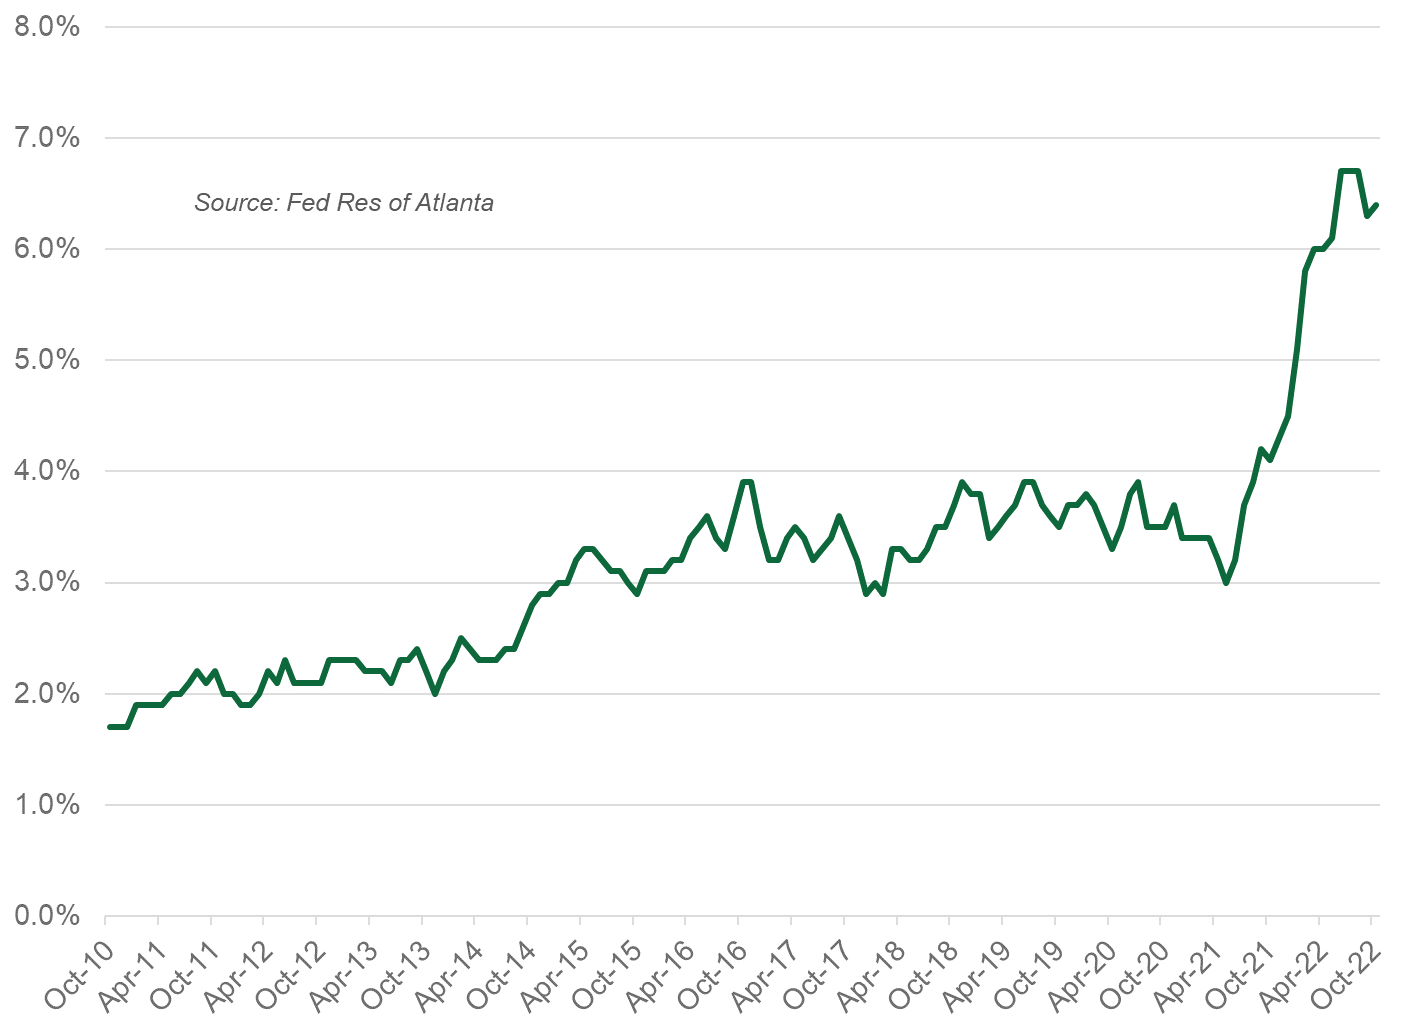 8.0%
7.0%
Source: Fed Res of Atlanta
6.0%
5.0%
4.0%
3.0%
2.0%
1.0%
0.0%
Oct-10
Apr-11
Oct-11
Apr-12
Oct-12
Apr-13
Oct-13
Apr-14
Oct-14
Apr-15
Oct-15
Apr-16
Oct-16
Apr-17
Oct-17
Apr-18
Oct-18
Apr-19
Oct-19
Apr-20
Oct-20
Apr-21
Oct-21
Apr-22
Oct-22